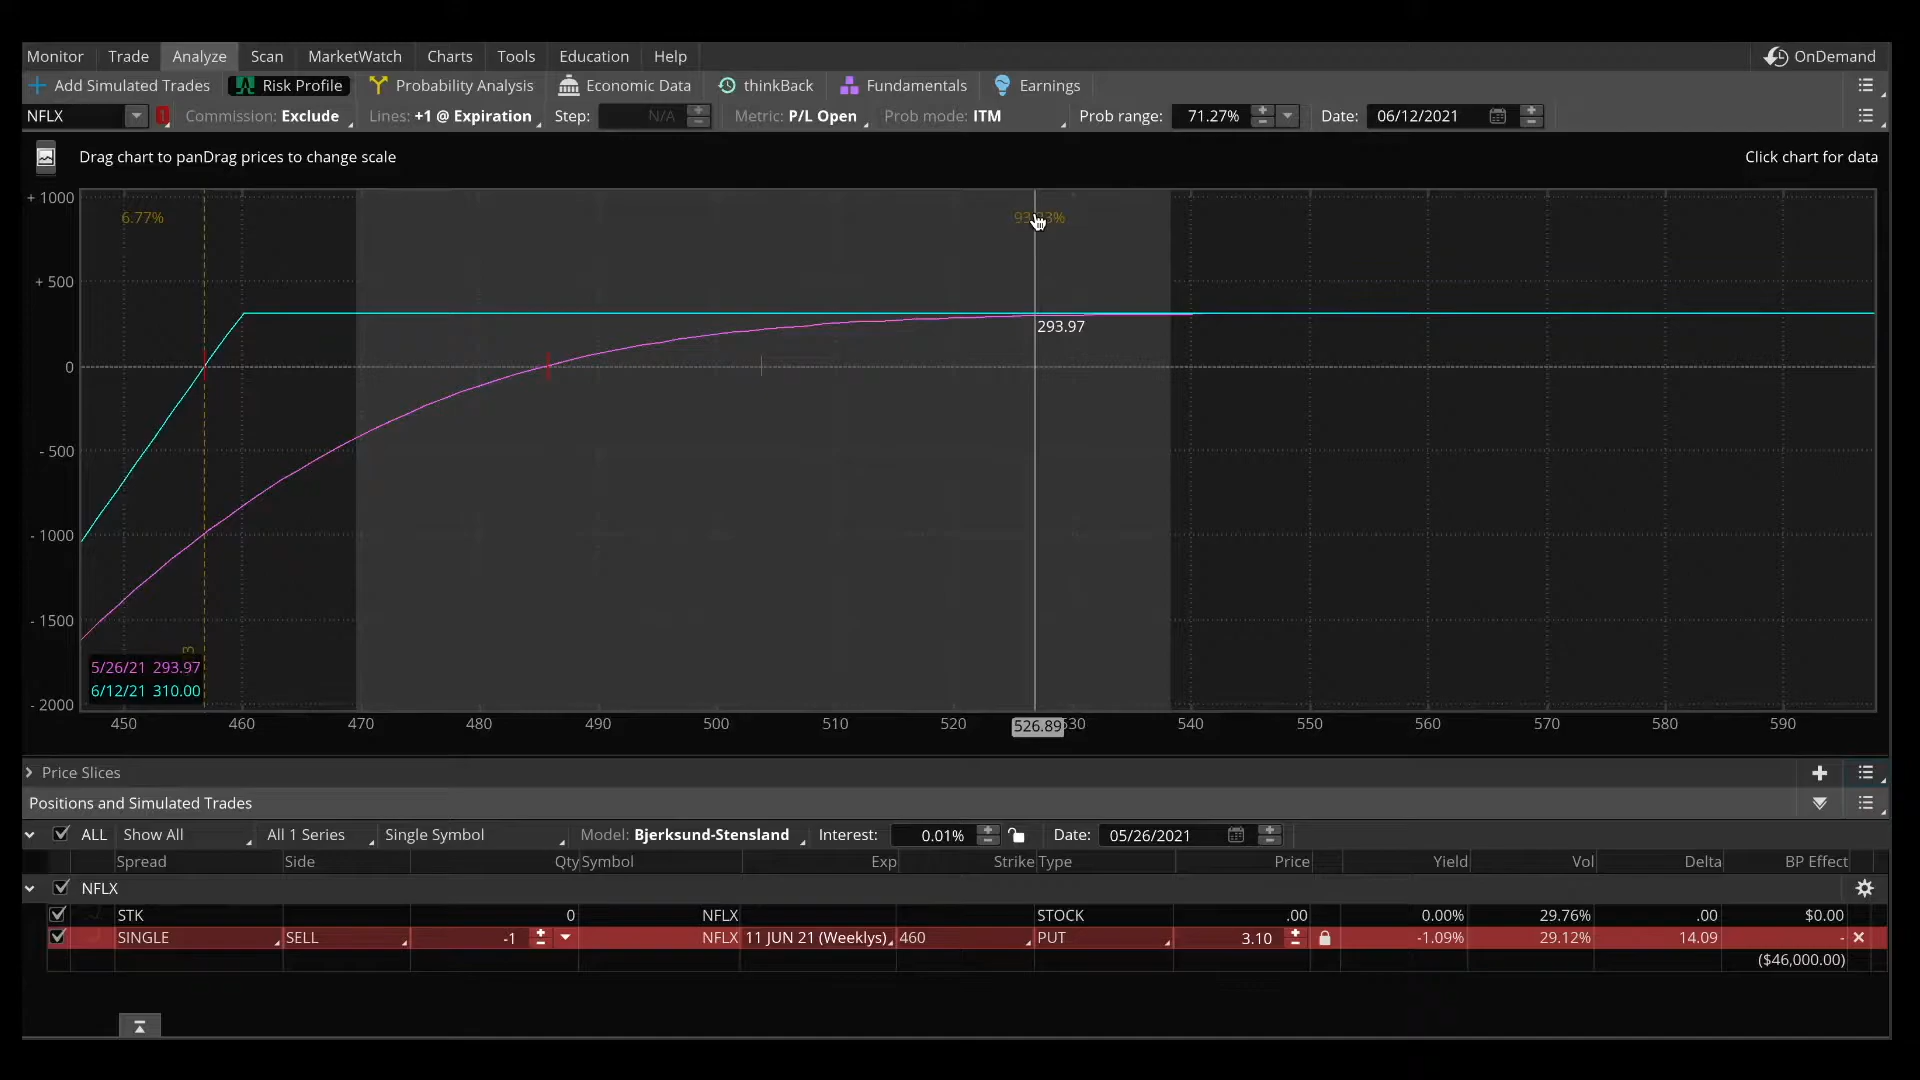 Monitor Trade Analyze Scan MarketWatch Charts Tools Education Help OnDemand
Add Simulated Trades Risk Profile Probability Analysis Economic Data thinkBack Fundamentals Earnings
NFLX 1 Commission: Exclude Lines: +1 @ Expiration Step: N/A Metric: P/L Open Prob mode: ITM Prob range: 71.27% Date: 06/12/2021
Drag chart to panDrag prices to change scale Click chart for data
+ 1000
6.77%
+ 500
293.97
0
- 500
- 1000
- 1500
5/26/21 293.97
6/12/21 310.00
- 2000
450 460 470 480 490 500 510 520 526.89 530 540 550 560 570 580 590
Price Slices
Positions and Simulated Trades
ALL Show All All 1 Series Single Symbol Model: Bjerksund-Stensland Interest: 0.01% Date: 05/26/2021
Spread Side Qty Symbol Exp Strike Type Price Yield Vol Delta BP Effect
NFLX
STK 0 NFLX STOCK .00 0.00% 29.76% .00 $0.00
SINGLE SELL -1 NFLX 11 JUN 21 (Weeklys) 460 PUT 3.10 -1.09% 29.12% 14.09 -
($46,000.00)